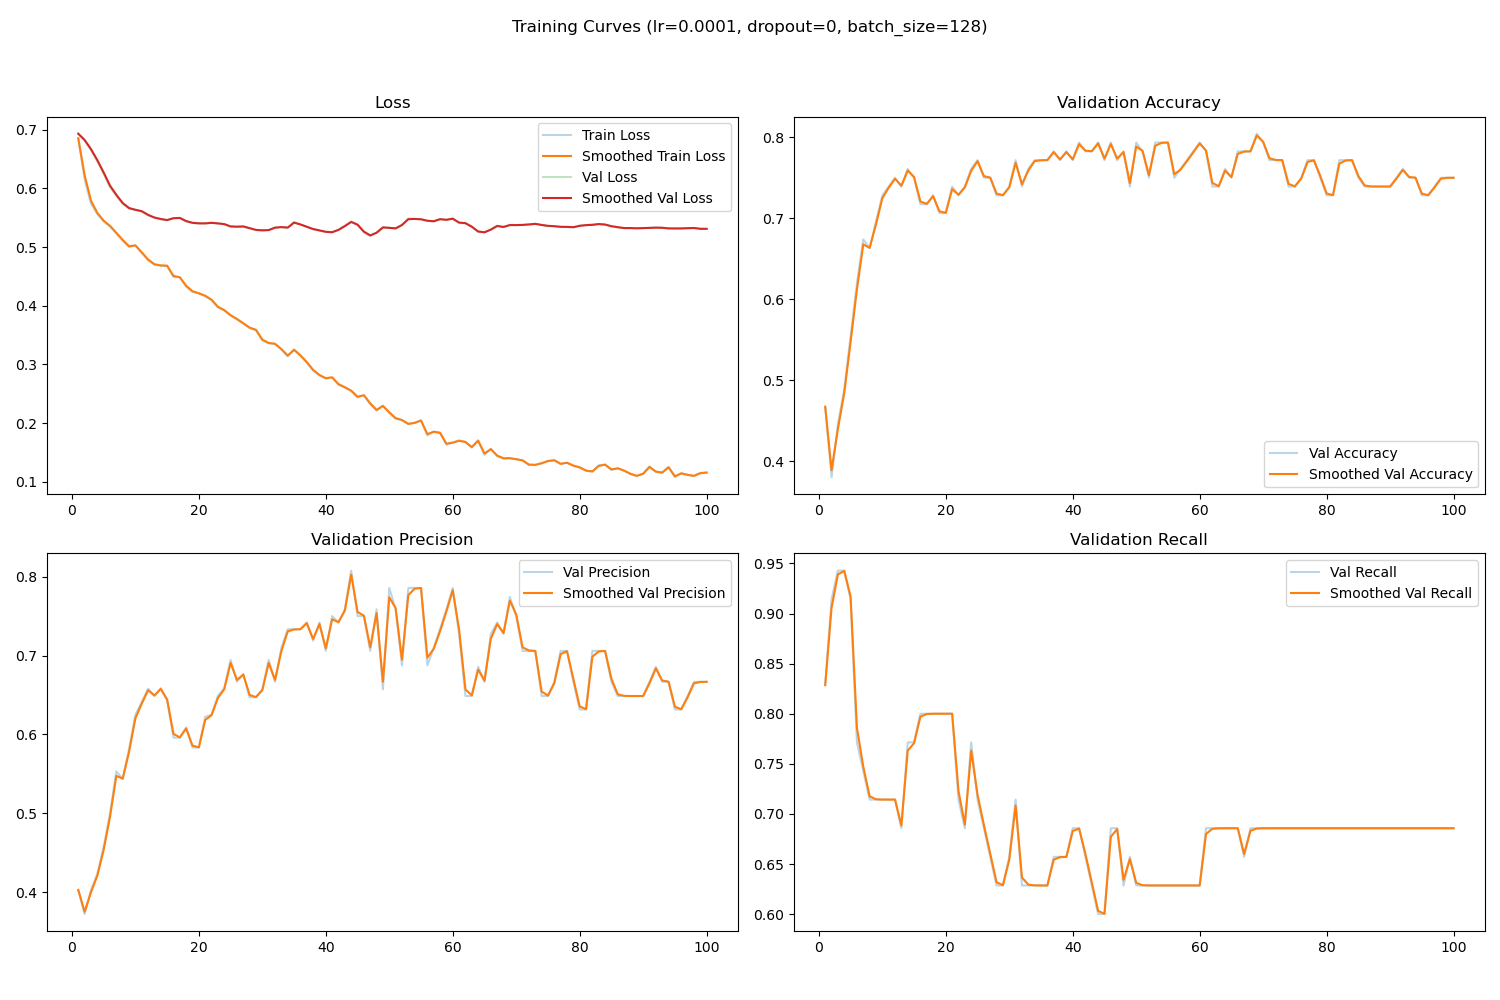 Training Curves (lr=0.0001, dropout=0, batch_size=128)
Loss
0.7
0.6
0.5
0.4
0.3
0.2
0.1
0 20 40 60 80 100
Train Loss
Smoothed Train Loss
Val Loss
Smoothed Val Loss
Validation Accuracy
0.8
0.7
0.6
0.5
0.4
0 20 40 60 80 100
Val Accuracy
Smoothed Val Accuracy
Validation Precision
0.8
0.7
0.6
0.5
0.4
0 20 40 60 80 100
Val Precision
Smoothed Val Precision
Validation Recall
0.95
0.90
0.85
0.80
0.75
0.70
0.65
0.60
0 20 40 60 80 100
Val Recall
Smoothed Val Recall